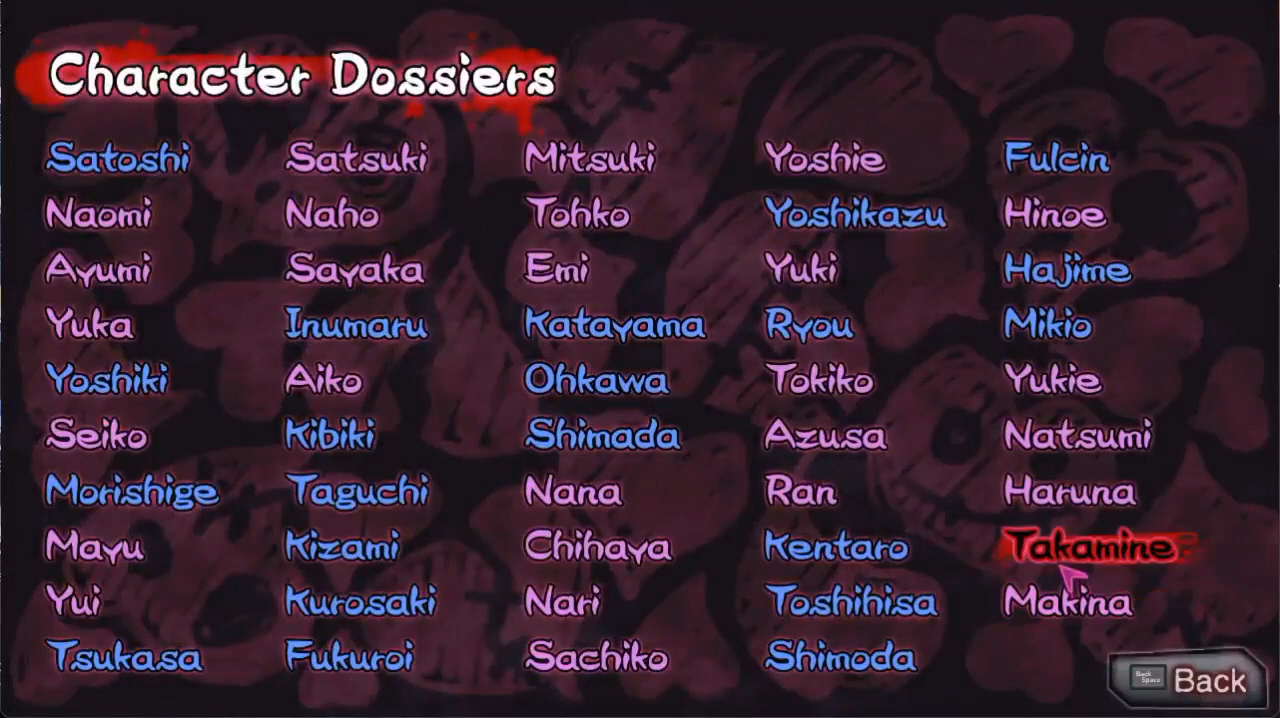 Character Dossiers
Satoshi Satsuki Mitsuki Yoshie Fulcin
Naomi Naho Tohko Yoshikazu Hinoe
Ayumi Sayaka Emi Yuki Hajime
Yuka Inumaru Katayama Ryou Mikio
Yoshiki Aiko Ohkawa Tokiko Yukie
Seiko Kibiki Shimada Azusa Natsumi
Morishige Taguchi Nana Ran Haruna
Mayu Kizami Chihaya Kentaro Takamine
Yui Kurosaki Nari Toshihisa Makina
Tsukasa Fukuroi Sachiko Shimoda
Back Space Back